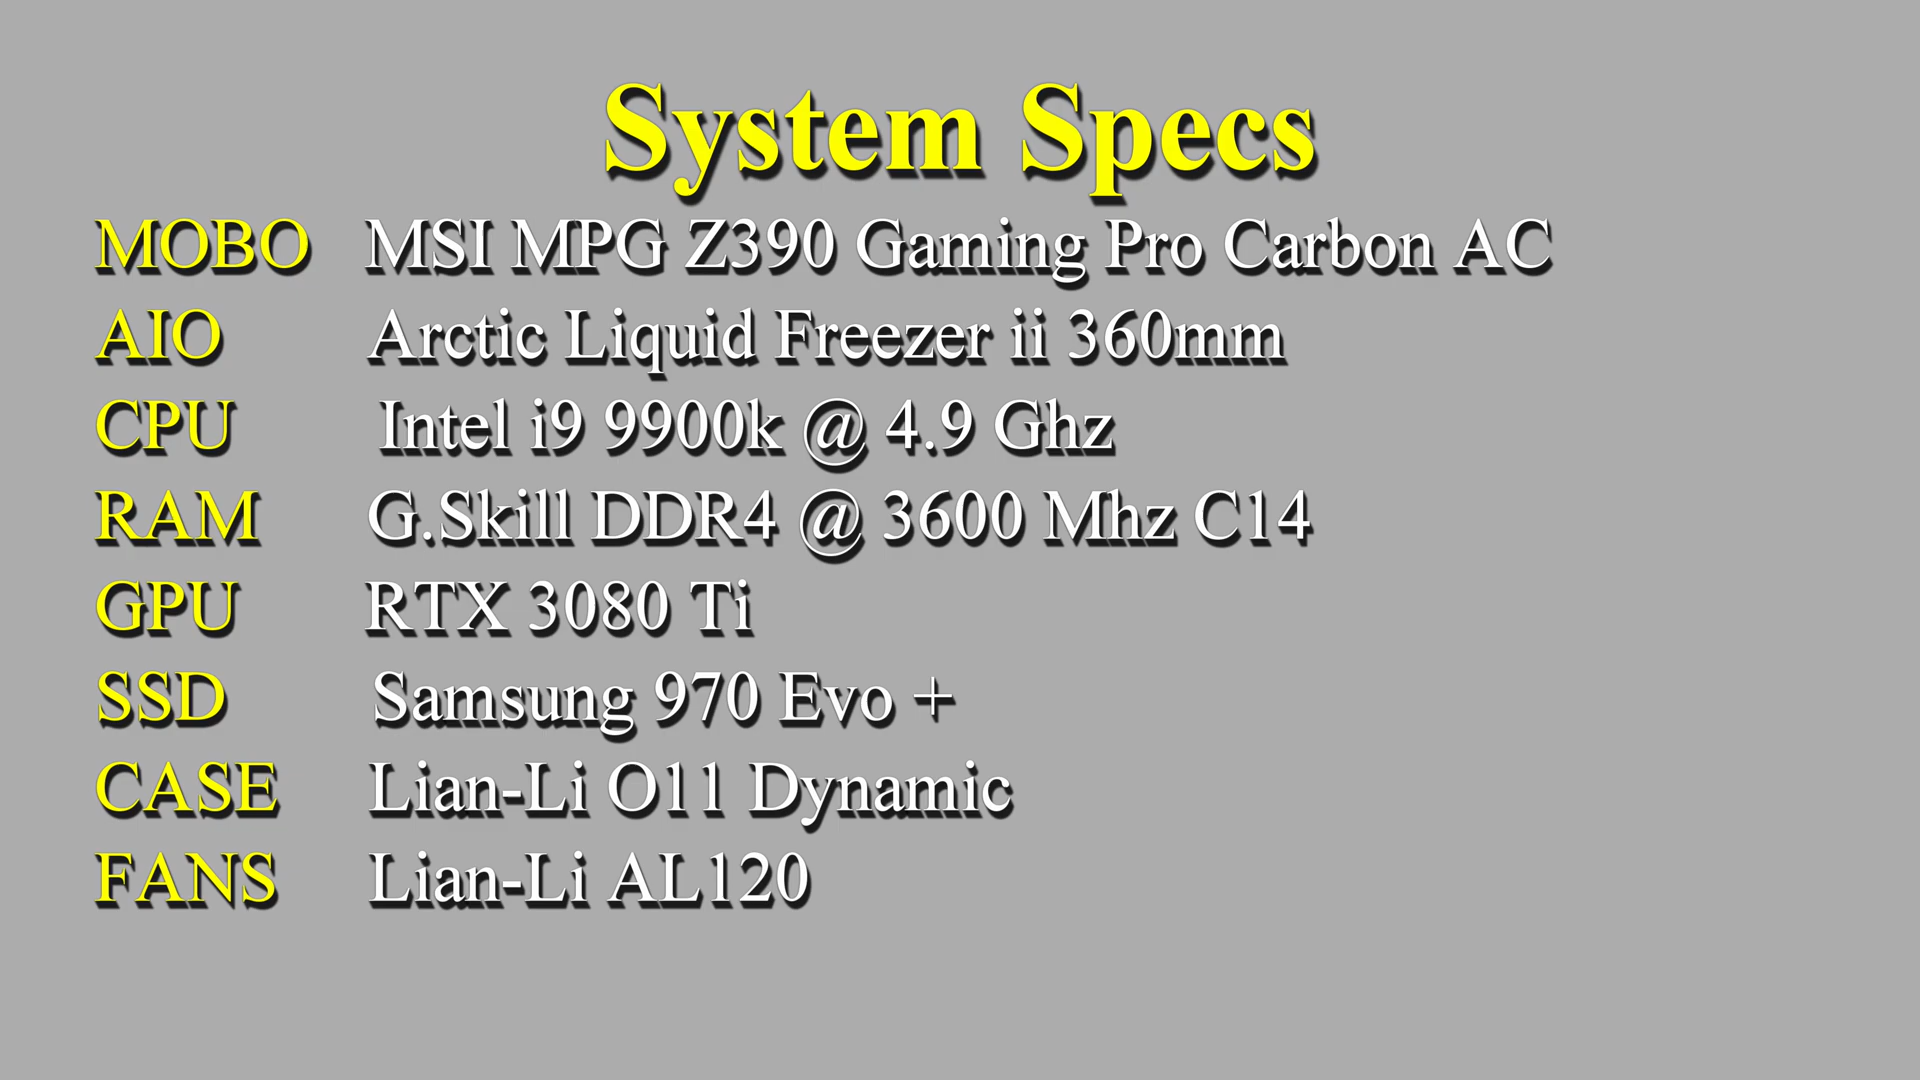 System Specs
MOBO MSI MPG Z390 Gaming Pro Carbon AC
AIO Arctic Liquid Freezer ii 360mm
CPU Intel i9 9900k @ 4.9 Ghz
RAM G.Skill DDR4 @ 3600 Mhz C14
GPU RTX 3080 Ti
SSD Samsung 970 Evo +
CASE Lian-Li O11 Dynamic
FANS Lian-Li AL120